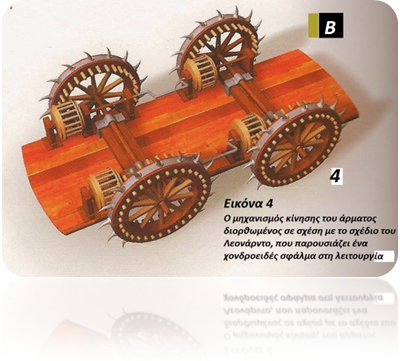 B
4
Εικόνα 4
Ο μηχανισμός κίνησης του άρματος
διορθωμένος σε σχέση με το σχέδιο του
Λεονάρντο, που παρουσιάζει ένα
χονδροειδές σφάλμα στη λειτουργία